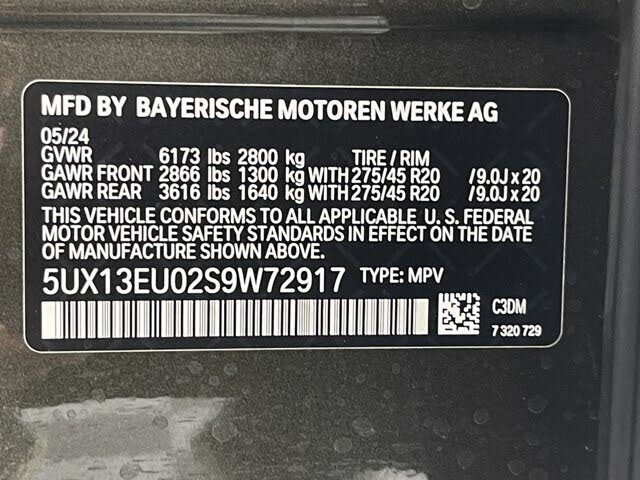 MFD BY BAYERISCHE MOTOREN WERKE AG
05/24
GVWR 6173 lbs 2800 kg TIRE / RIM
GAWR FRONT 2866 lbs 1300 kg WITH 275/45 R20 / 9.0J x 20
GAWR REAR 3616 lbs 1640 kg WITH 275/45 R20 / 9.0J x 20
THIS VEHICLE CONFORMS TO ALL APPLICABLE U. S. FEDERAL
MOTOR VEHICLE SAFETY STANDARDS IN EFFECT ON THE DATE
OF MANUFACTURE SHOWN ABOVE.
5UX13EU02S9W72917 TYPE: MPV
C3DM
7 320 729